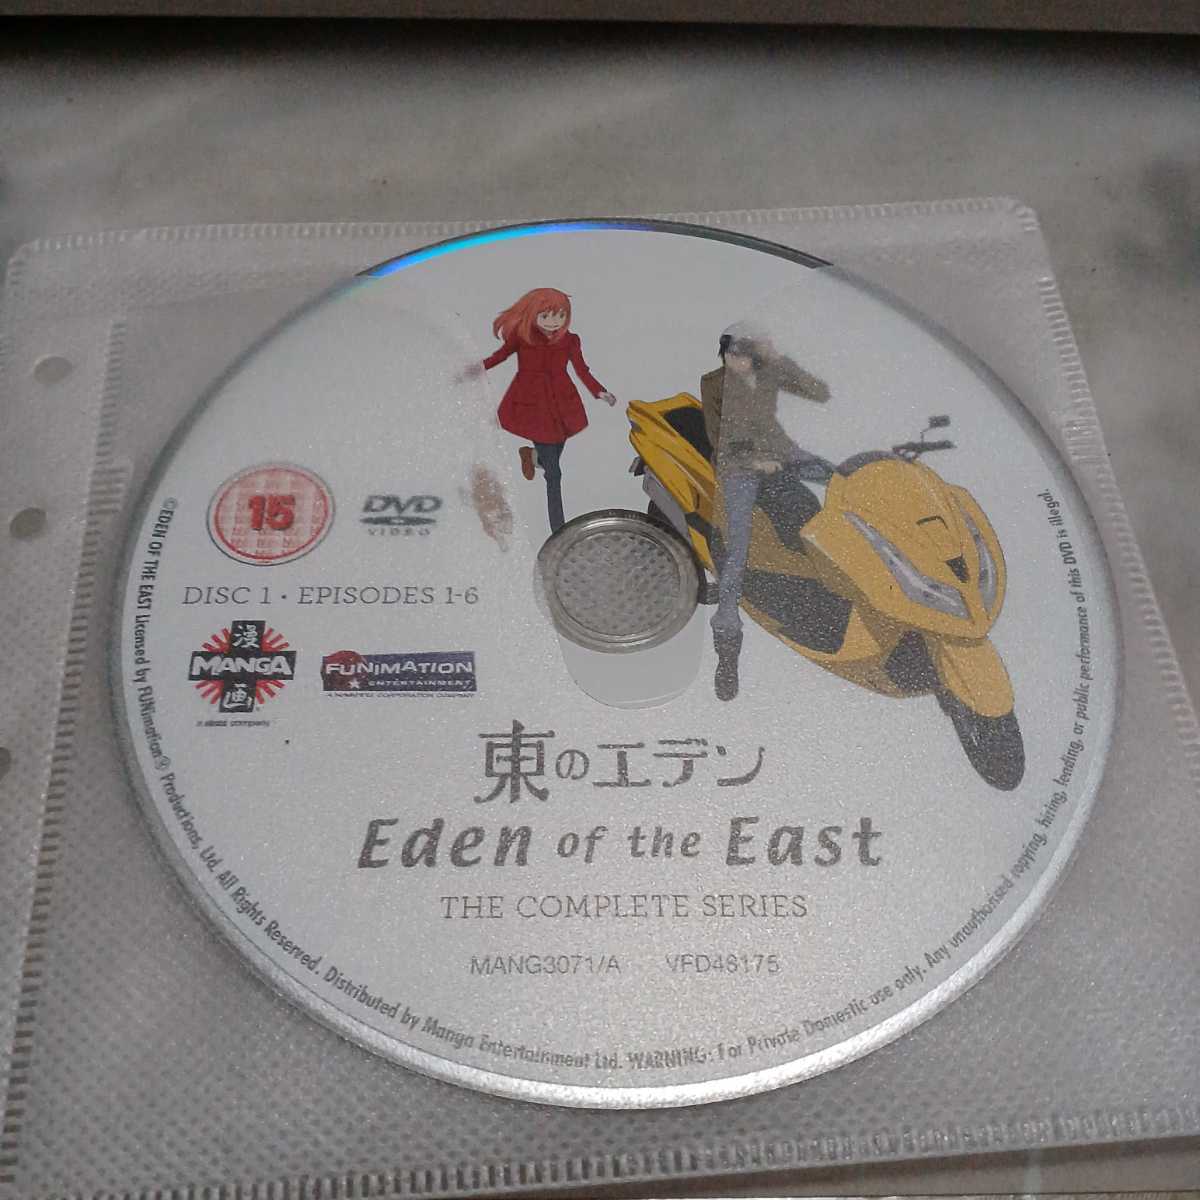 15
DVD
VIDEO
DISC 1 · EPISODES 1-6
漫
MANGA
画
FUNIMATION
ENTERTAINMENT
東のエデン
Eden of the East
THE COMPLETE SERIES
MANG3071/A VFD48175
©EDEN OF THE EAST Licensed by FUNimation® Productions, Ltd. All Rights Reserved. Distributed by Manga Entertainment Ltd. WARNING: For Private Domestic use only. Any unauthorised copying, hiring, lending, or public performance of this DVD is illegal.